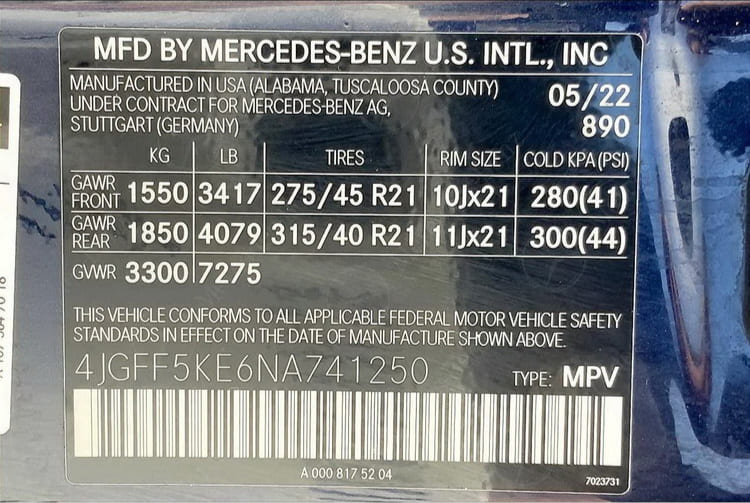 MFD BY MERCEDES-BENZ U.S. INTL., INC
MANUFACTURED IN USA (ALABAMA, TUSCALOOSA COUNTY)
UNDER CONTRACT FOR MERCEDES-BENZ AG,
STUTTGART (GERMANY)
05/22
890
KG LB TIRES RIM SIZE COLD KPA (PSI)
GAWR FRONT 1550 3417 275/45 R21 10Jx21 280(41)
GAWR REAR 1850 4079 315/40 R21 11Jx21 300(44)
GVWR 3300 7275
THIS VEHICLE CONFORMS TO ALL APPLICABLE FEDERAL MOTOR VEHICLE SAFETY
STANDARDS IN EFFECT ON THE DATE OF MANUFACTURE SHOWN ABOVE.
4JGFF5KE6NA741250 TYPE: MPV
A 000 817 52 04
7023731